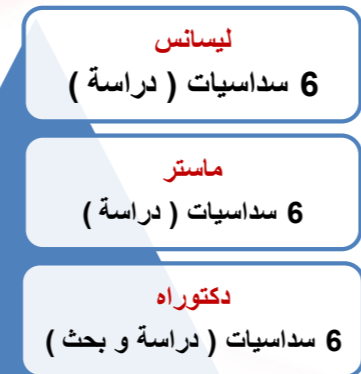 ليسانس
6 سداسيات ( دراسة )
ماستر
6 سداسيات ( دراسة )
دكتوراه
6 سداسيات ( دراسة و بحث )